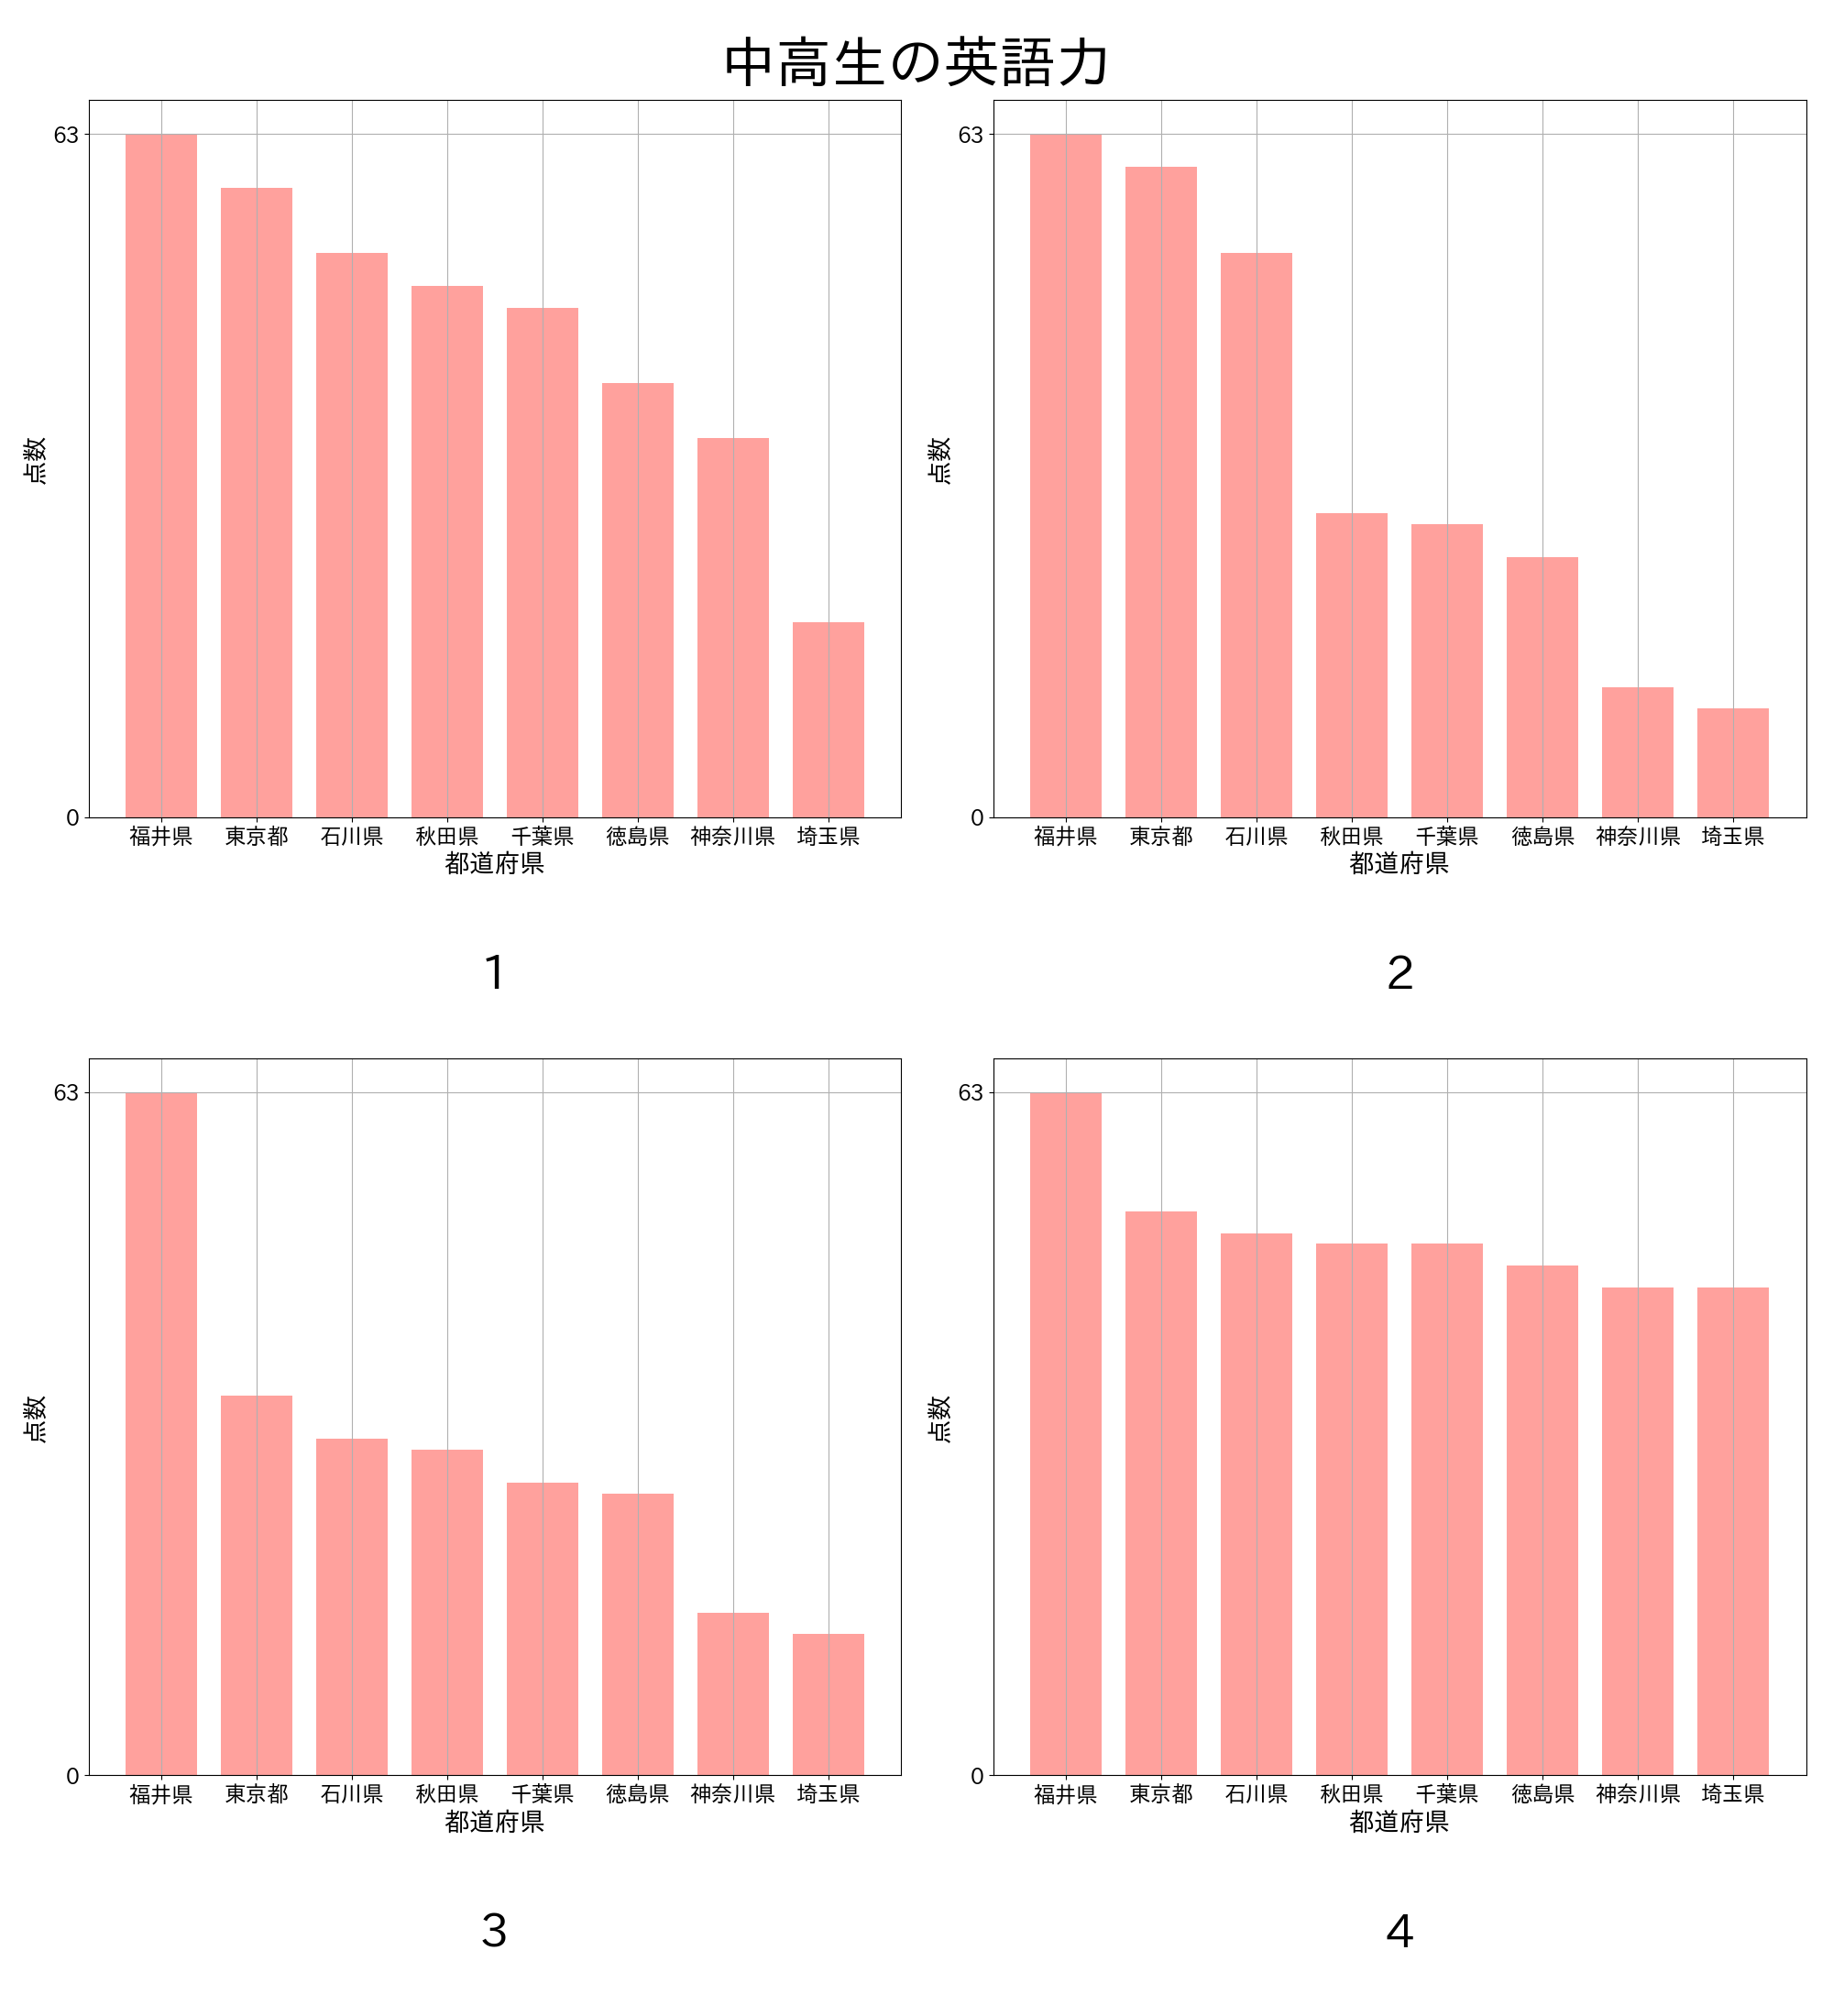 中高生の英語力
63
0
点数
福井県 東京都 石川県 秋田県 千葉県 徳島県 神奈川県 埼玉県
都道府県
1
63
0
点数
福井県 東京都 石川県 秋田県 千葉県 徳島県 神奈川県 埼玉県
都道府県
2
63
0
点数
福井県 東京都 石川県 秋田県 千葉県 徳島県 神奈川県 埼玉県
都道府県
3
63
0
点数
福井県 東京都 石川県 秋田県 千葉県 徳島県 神奈川県 埼玉県
都道府県
4